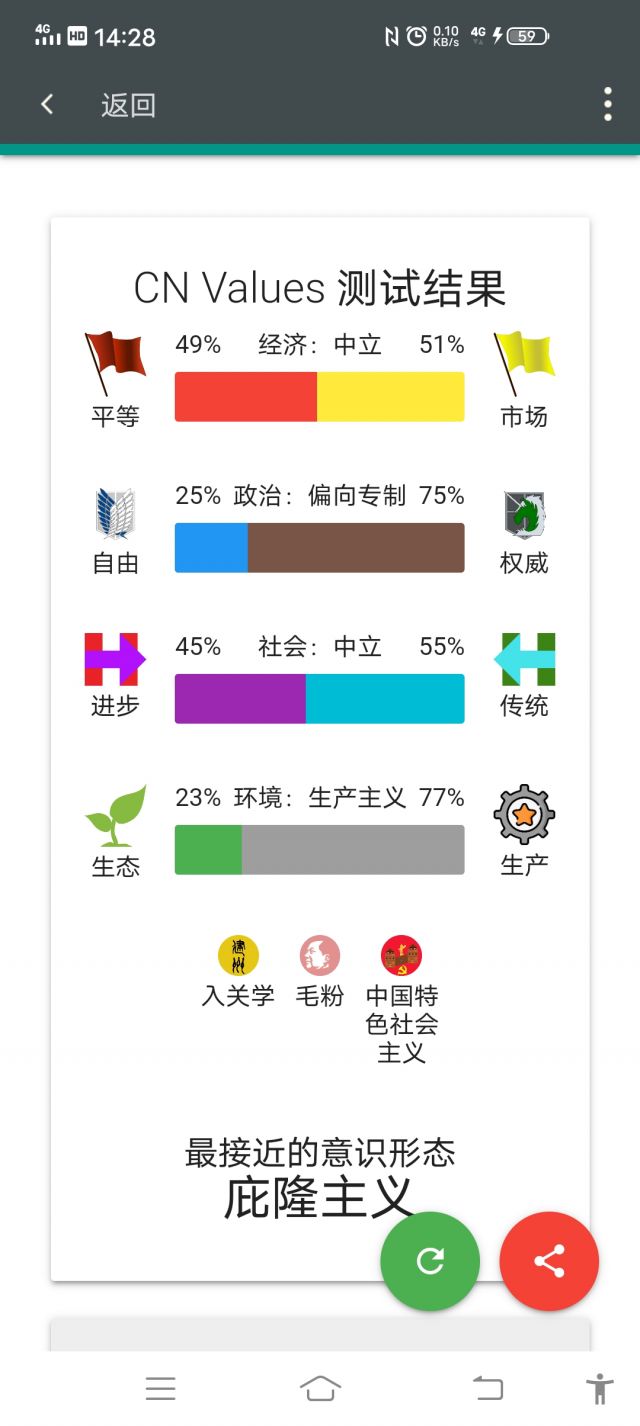 4G HD 14:28 0.10 KB/s 4G 59
返回
CN Values 测试结果
49% 经济：中立 51%
平等 市场
25% 政治：偏向专制 75%
自由 权威
45% 社会：中立 55%
进步 传统
23% 环境：生产主义 77%
生态 生产
入关学 毛粉 中国特
色社会
主义
最接近的意识形态
庇隆主义